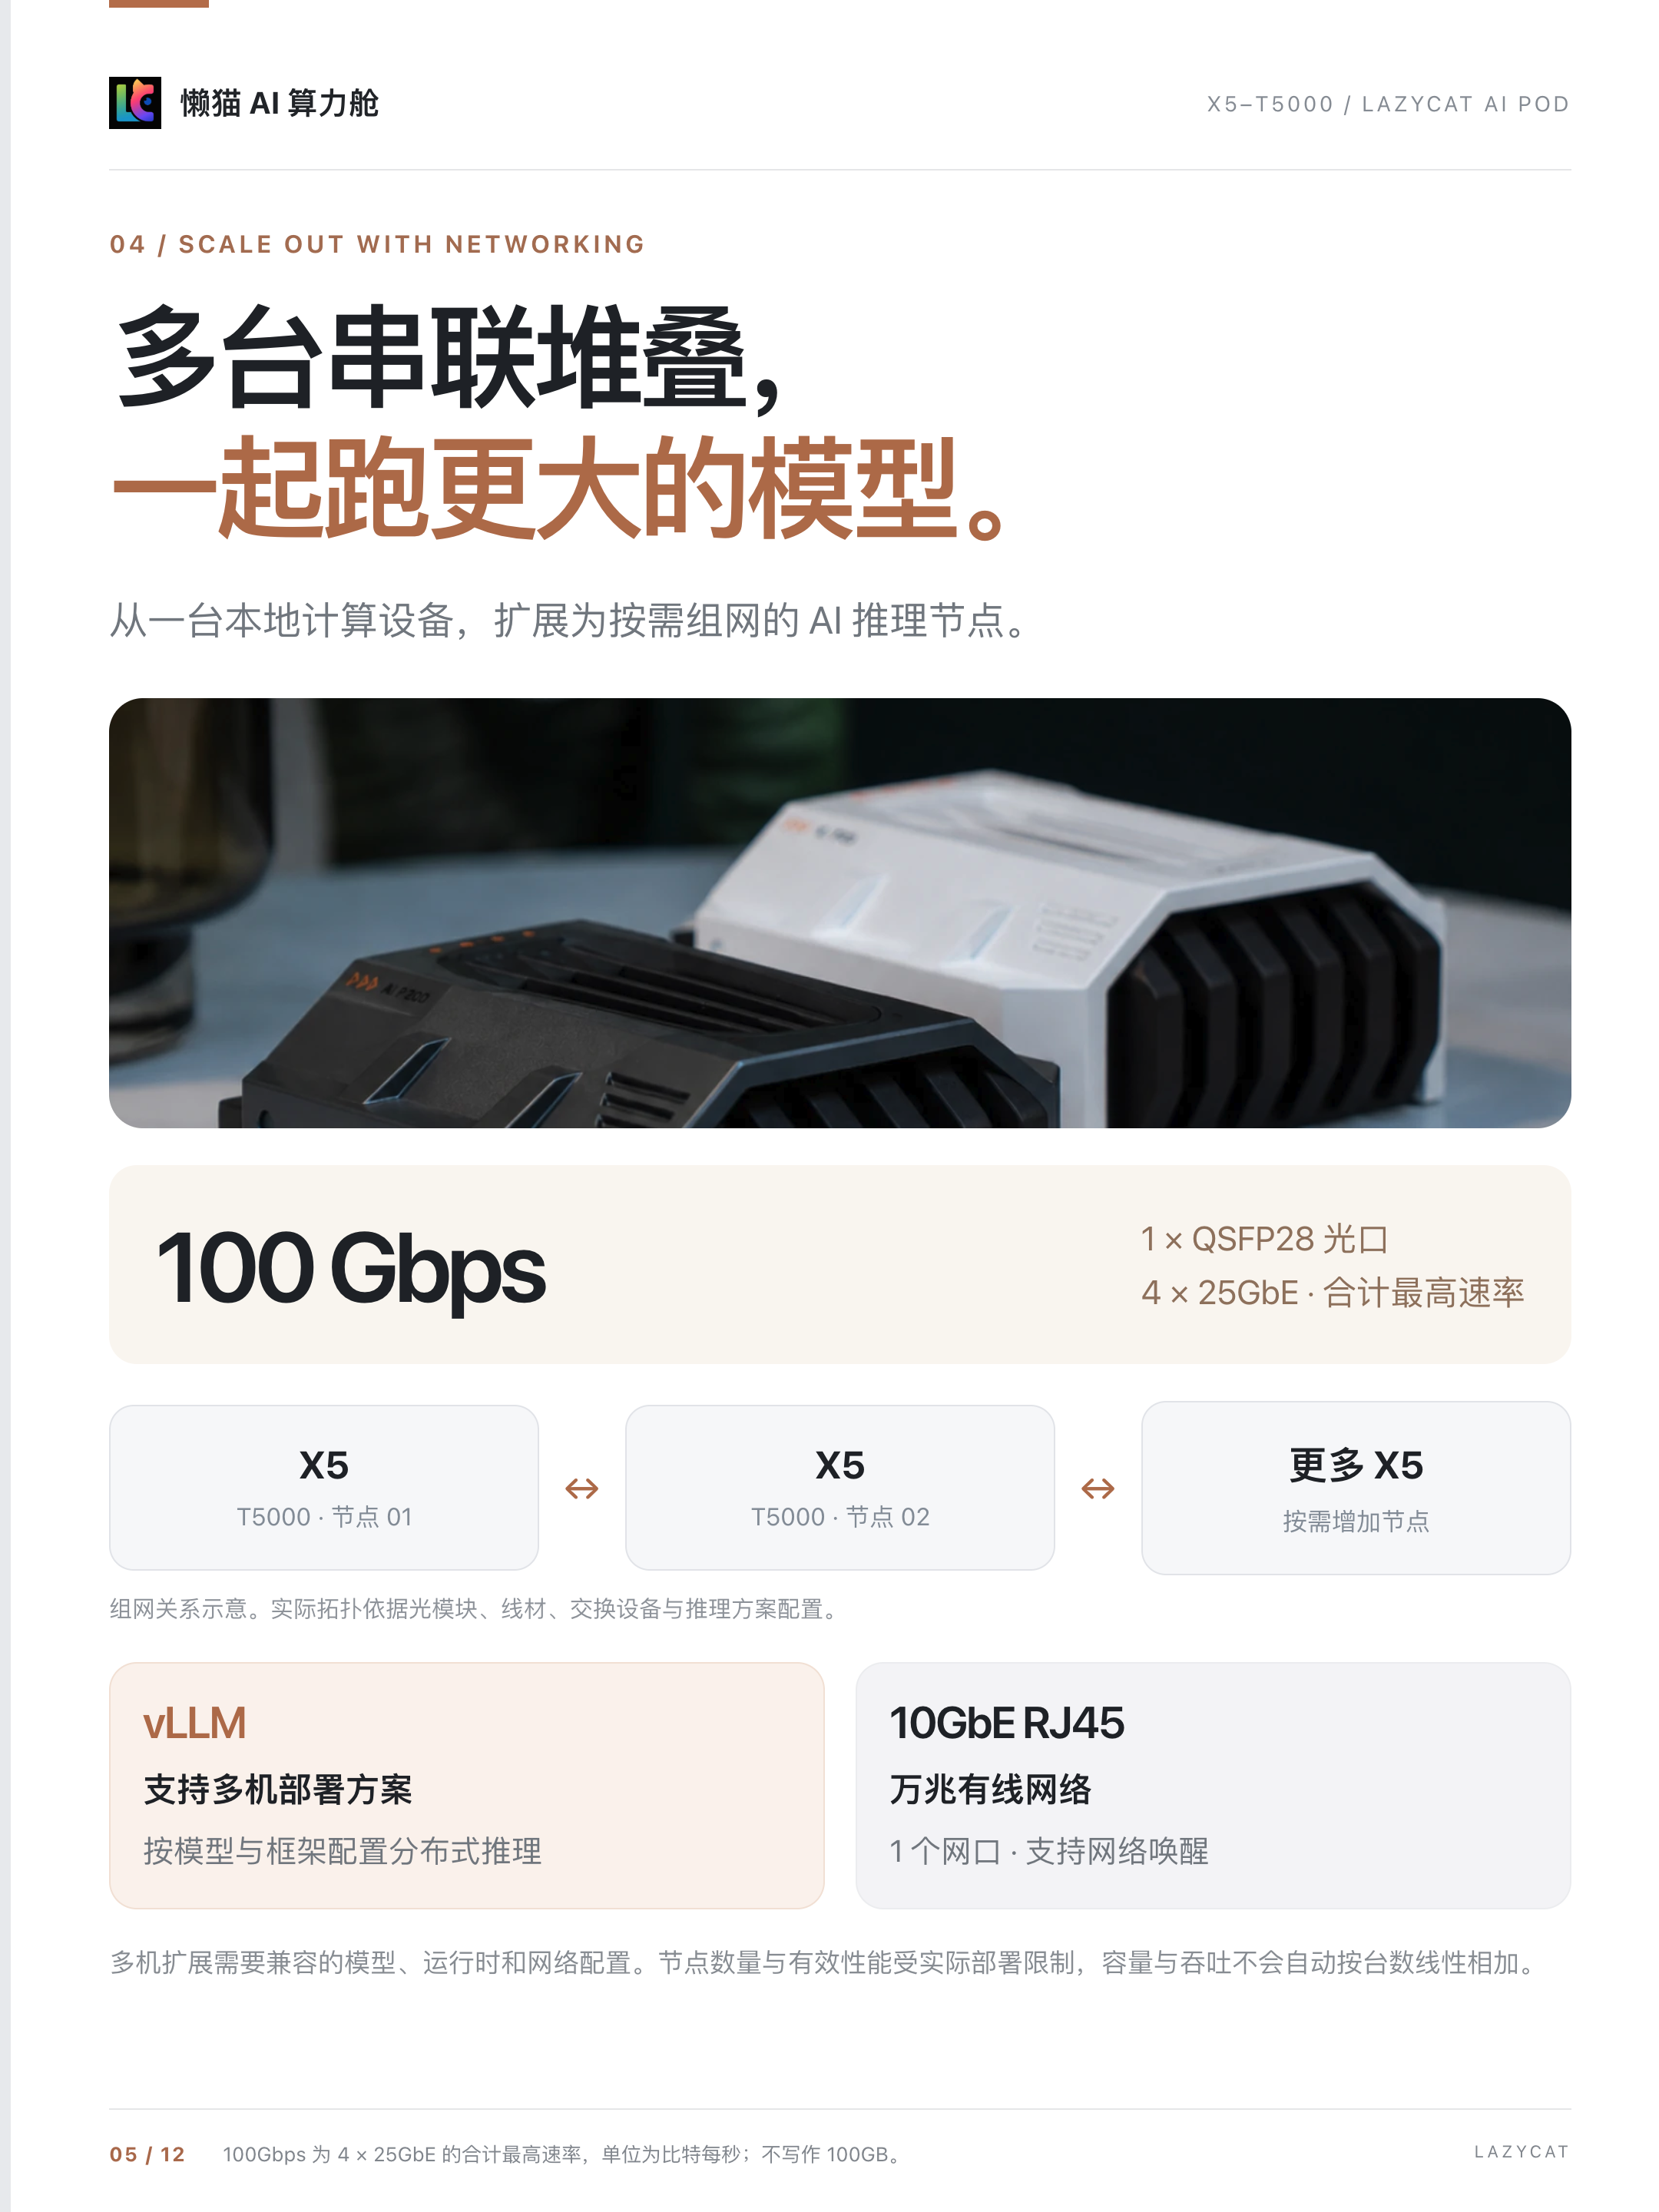 懒猫 AI 算力舱
X5–T5000 / LAZYCAT AI POD
04 / SCALE OUT WITH NETWORKING
多台串联堆叠，
一起跑更大的模型。
从一台本地计算设备，扩展为按需组网的 AI 推理节点。
100 Gbps
1 × QSFP28 光口
4 × 25GbE · 合计最高速率
X5
T5000 · 节点 01
↔
X5
T5000 · 节点 02
↔
更多 X5
按需增加节点
组网关系示意。实际拓扑依据光模块、线材、交换设备与推理方案配置。
vLLM
支持多机部署方案
按模型与框架配置分布式推理
10GbE RJ45
万兆有线网络
1 个网口 · 支持网络唤醒
多机扩展需要兼容的模型、运行时和网络配置。节点数量与有效性能受实际部署限制，容量与吞吐不会自动按台数线性相加。
05 / 12
100Gbps 为 4 × 25GbE 的合计最高速率，单位为比特每秒；不写作 100GB。
LAZYCAT